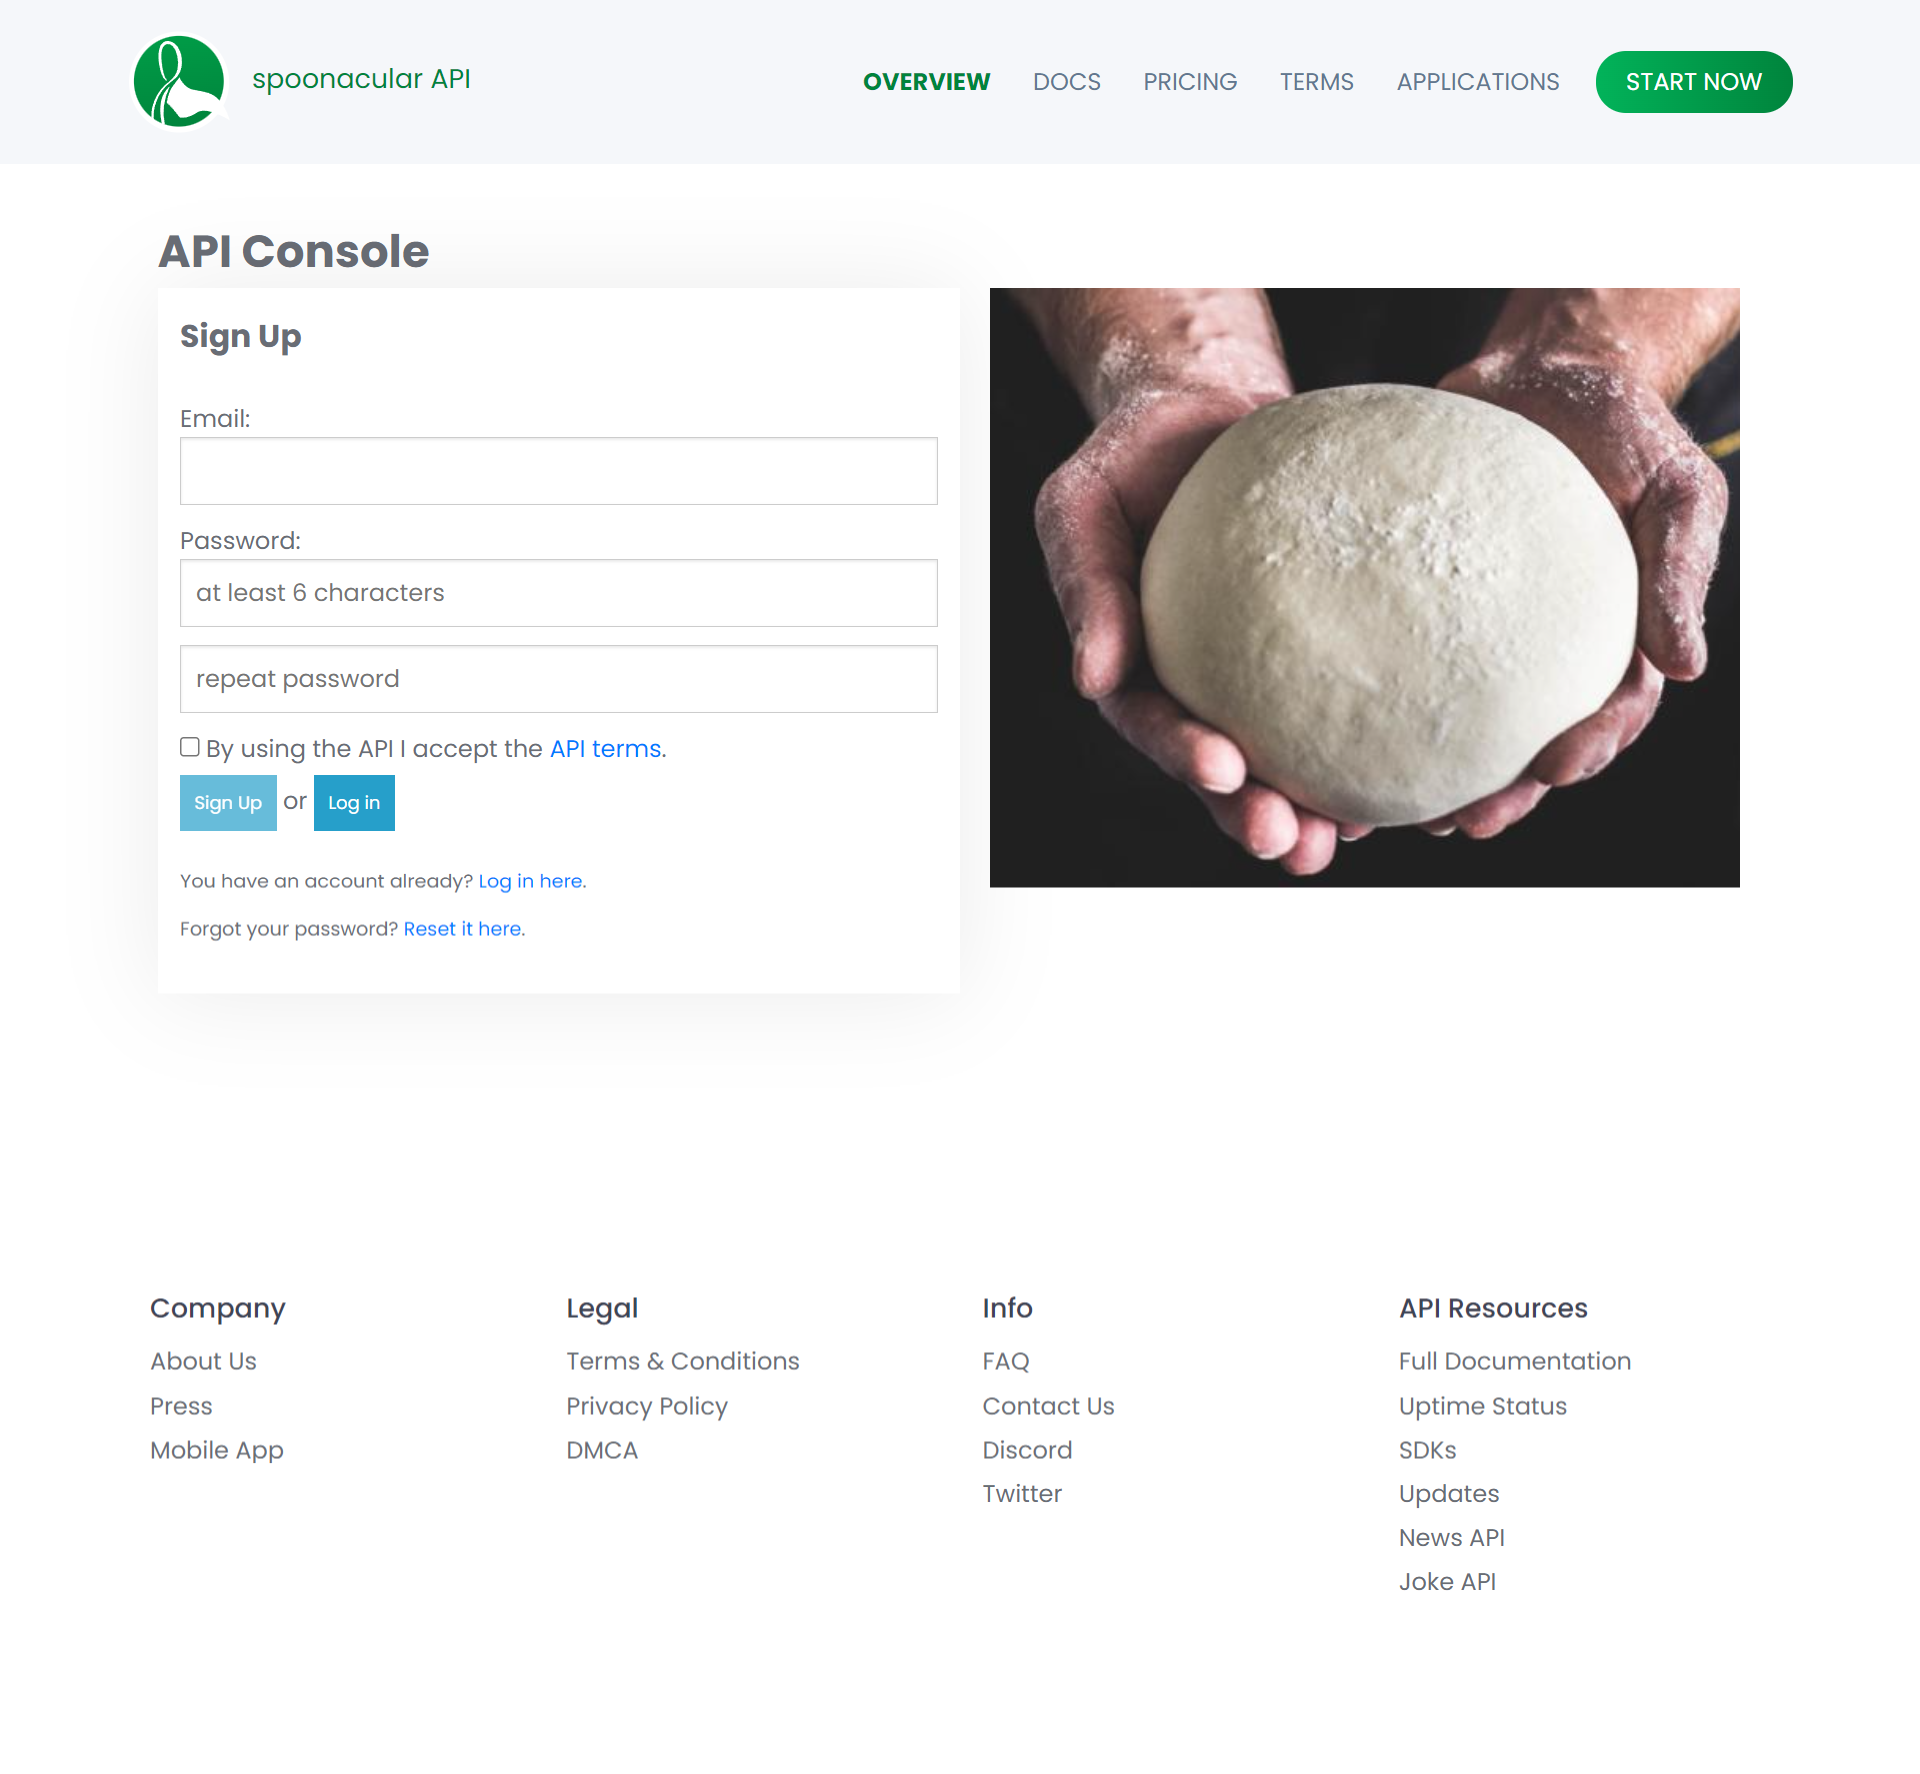 spoonacular API
OVERVIEW DOCS PRICING TERMS APPLICATIONS START NOW
API Console
Sign Up
Email:
Password:
at least 6 characters
repeat password
By using the API I accept the API terms.
Sign Up or Log in
You have an account already? Log in here.
Forgot your password? Reset it here.
Company
About Us
Press
Mobile App
Legal
Terms & Conditions
Privacy Policy
DMCA
Info
FAQ
Contact Us
Discord
Twitter
API Resources
Full Documentation
Uptime Status
SDKs
Updates
News API
Joke API